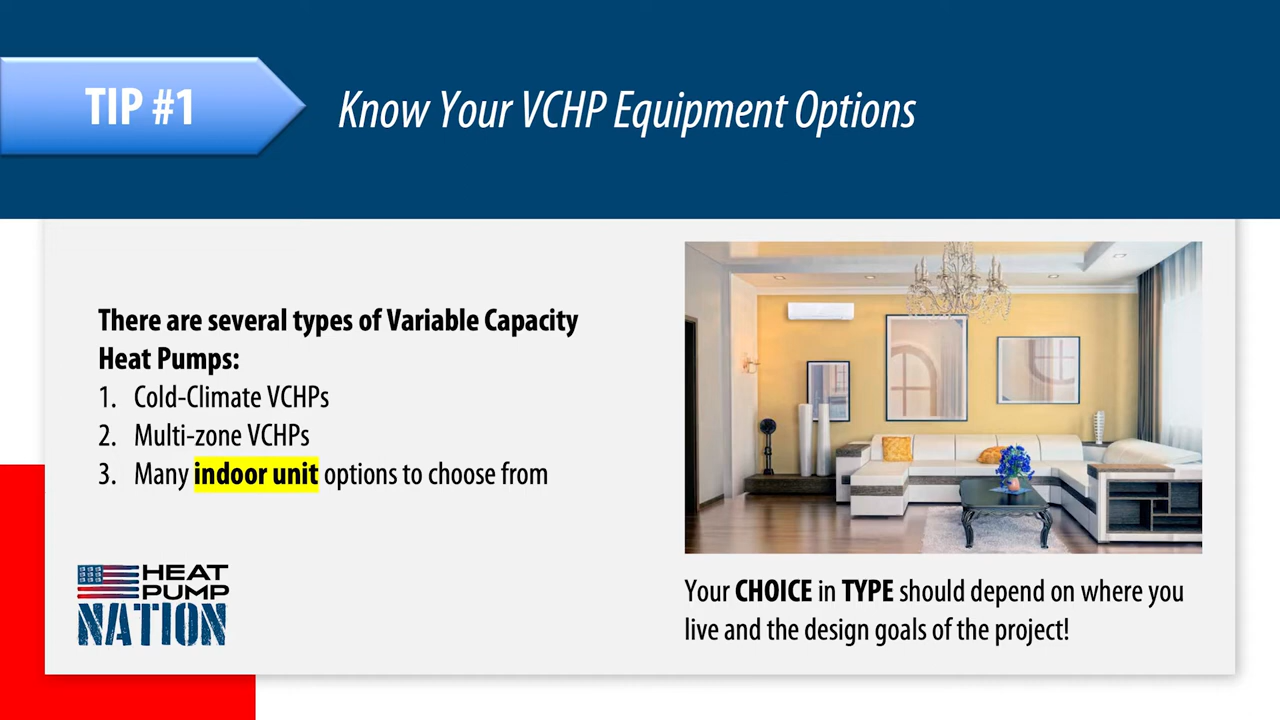 TIP #1
Know Your VCHP Equipment Options
There are several types of Variable Capacity
Heat Pumps:
1. Cold-Climate VCHPs
2. Multi-zone VCHPs
3. Many indoor unit options to choose from
HEAT
PUMP
NATION
Your CHOICE in TYPE should depend on where you
live and the design goals of the project!